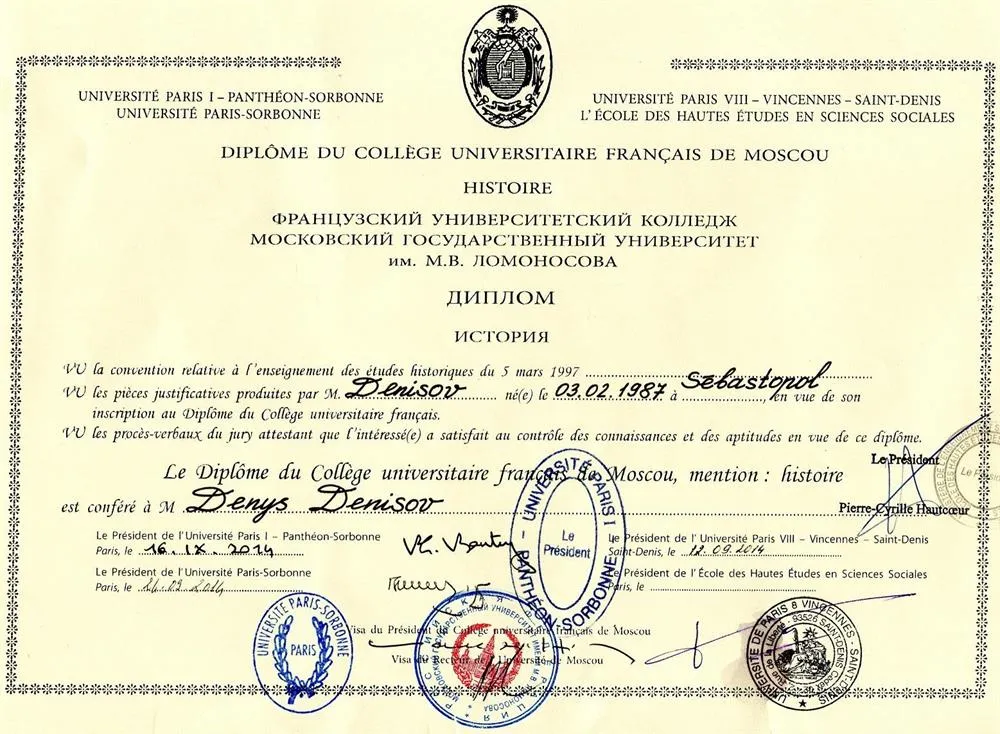 UNIVERSITÉ PARIS I – PANTHÉON-SORBONNE
UNIVERSITÉ PARIS-SORBONNE
UNIVERSITÉ PARIS VIII – VINCENNES – SAINT-DENIS
L'ÉCOLE DES HAUTES ÉTUDES EN SCIENCES SOCIALES
DIPLÔME DU COLLÈGE UNIVERSITAIRE FRANÇAIS DE MOSCOU
HISTOIRE
ФРАНЦУЗСКИЙ УНИВЕРСИТЕТСКИЙ КОЛЛЕДЖ
МОСКОВСКИЙ ГОСУДАРСТВЕННЫЙ УНИВЕРСИТЕТ
им. М.В. ЛОМОНОСОВА
ДИПЛОМ
ИСТОРИЯ
VU la convention relative à l'enseignement des études historiques du 5 mars 1997
VU les pièces justificatives produites par M. Denisov né(e) le 03.02.1987 à Sébastopol, en vue de son
inscription au Diplôme du Collège universitaire français.
VU les procès-verbaux du jury attestant que l'intéressé(e) a satisfait au contrôle des connaissances et des aptitudes en vue de ce diplôme.
Le Président
Le Diplôme du Collège universitaire français de Moscou, mention : histoire
est conféré à M Denys Denisov
Pierre-Cyrille Hautcœur
Le Président de l'Université Paris I – Panthéon-Sorbonne
Paris, le 16.IX.2014
Le Président de l'Université Paris VIII – Vincennes – Saint-Denis
Saint-Denis, le 12.09.2014
Le Président de l'Université Paris-Sorbonne
Paris, le
Le Président de l'École des Hautes Études en Sciences Sociales
Paris, le
Visa du Président du Collège universitaire français de Moscou
Visa du Recteur de l'Université de Moscou
UNIVERSITÉ PARIS I
PANTHÉON-SORBONNE
Le
Président
UNIVERSITÉ PARIS-SORBONNE
PARIS
UNIVERSITE DE PARIS 8 VINCENNES SAINT-DENIS